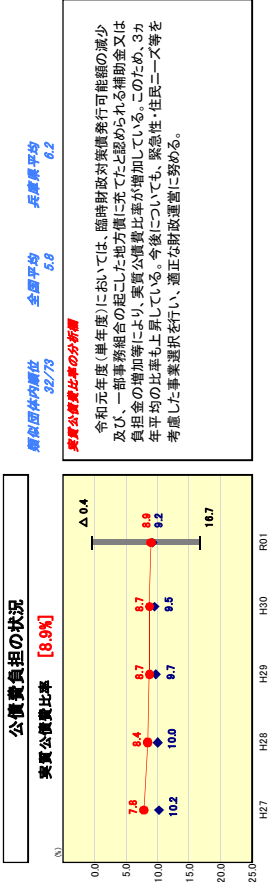 公債費負担の状況
実質公債費比率 [8.9%]
(%)
0.0
5.0
10.0
15.0
20.0
25.0
7.8
8.4
8.7
8.7
8.9
10.2
10.0
9.7
9.5
9.2
△ 0.4
16.7
H27
H28
H29
H30
R01
類似団体内順位
32/73
全国平均
5.8
兵庫県平均
6.2
実質公債費比率の分析欄
令和元年度(単年度)においては、臨時財政対策債発行可能額の減少
及び、一部事務組合の起こした地方債に充てたと認められる補助金又は
負担金の増加等により、実質公債費比率が増加している。このため、3カ
年平均の比率も上昇している。今後についても、緊急性・住民ニーズ等を
考慮した事業選択を行い、適正な財政運営に努める。